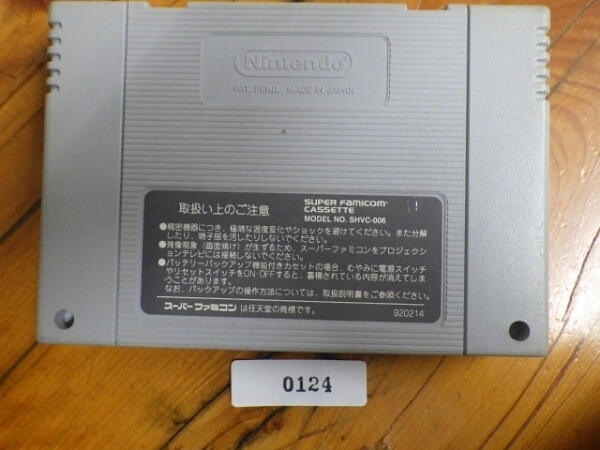 Nintendo
PAT. PEND. MADE IN JAPAN
取扱い上のご注意
SUPER FAMICOM
CASSETTE
MODEL NO. SHVC-006
●精密機器につき、極端な温度変化やショックを避けてください。また分解
したり、端子部を汚したりしないでください。
●残像現象（画面焼け）が生ずるため、スーパーファミコンをプロジェクシ
ョンテレビには接続しないでください。
●バッテリーバックアップ機能付きカセットの場合、むやみに電源スイッチ
やリセットスイッチをON・OFFすると、蓄積されている内容が消えてしま
うことがあります。
なお、バックアップの操作方法については、取扱説明書をご参照ください。
スーパーファミコン は任天堂の商標です。
920214
0124